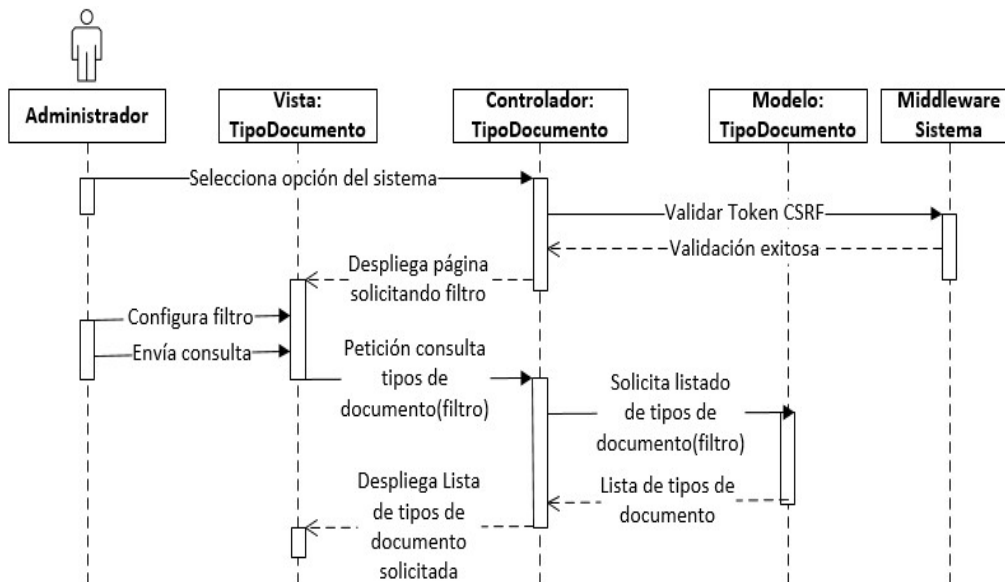 Administrador
Vista:
TipoDocumento
Controlador:
TipoDocumento
Modelo:
TipoDocumento
Middleware
Sistema
Selecciona opción del sistema
Validar Token CSRF
Validación exitosa
Despliega página
solicitando filtro
Configura filtro
Envía consulta
Petición consulta
tipos de
documento(filtro)
Solicita listado
de tipos de
documento(filtro)
Lista de tipos de
documento
Despliega Lista
de tipos de
documento
solicitada